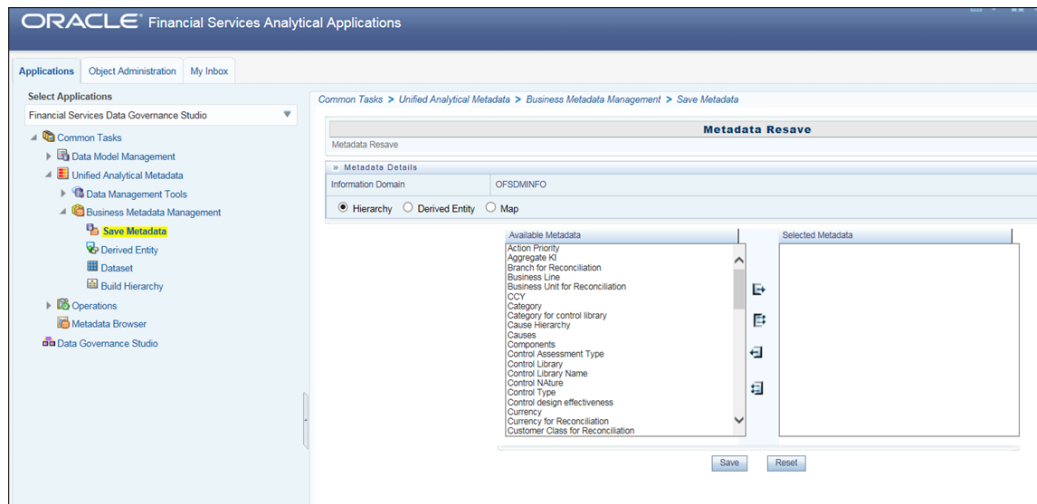 ORACLE® Financial Services Analytical Applications
Applications
Object Administration
My Inbox
Select Applications
Financial Services Data Governance Studio
Common Tasks
Data Model Management
Unified Analytical Metadata
Data Management Tools
Business Metadata Management
Save Metadata
Derived Entity
Dataset
Build Hierarchy
Operations
Metadata Browser
Data Governance Studio
Common Tasks > Unified Analytical Metadata > Business Metadata Management > Save Metadata
Metadata Resave
Metadata Resave
» Metadata Details
Information Domain OFSDMINFO
Hierarchy Derived Entity Map
Available Metadata
Action Priority
Aggregate KI
Branch for Reconciliation
Business Line
Business Unit for Reconciliation
CCY
Category
Category for control library
Cause Hierarchy
Causes
Components
Control Assessment Type
Control Library
Control Library Name
Control NAture
Control Type
Control design effectiveness
Currency
Currency for Reconciliation
Customer Class for Reconciliation
Selected Metadata
Save
Reset